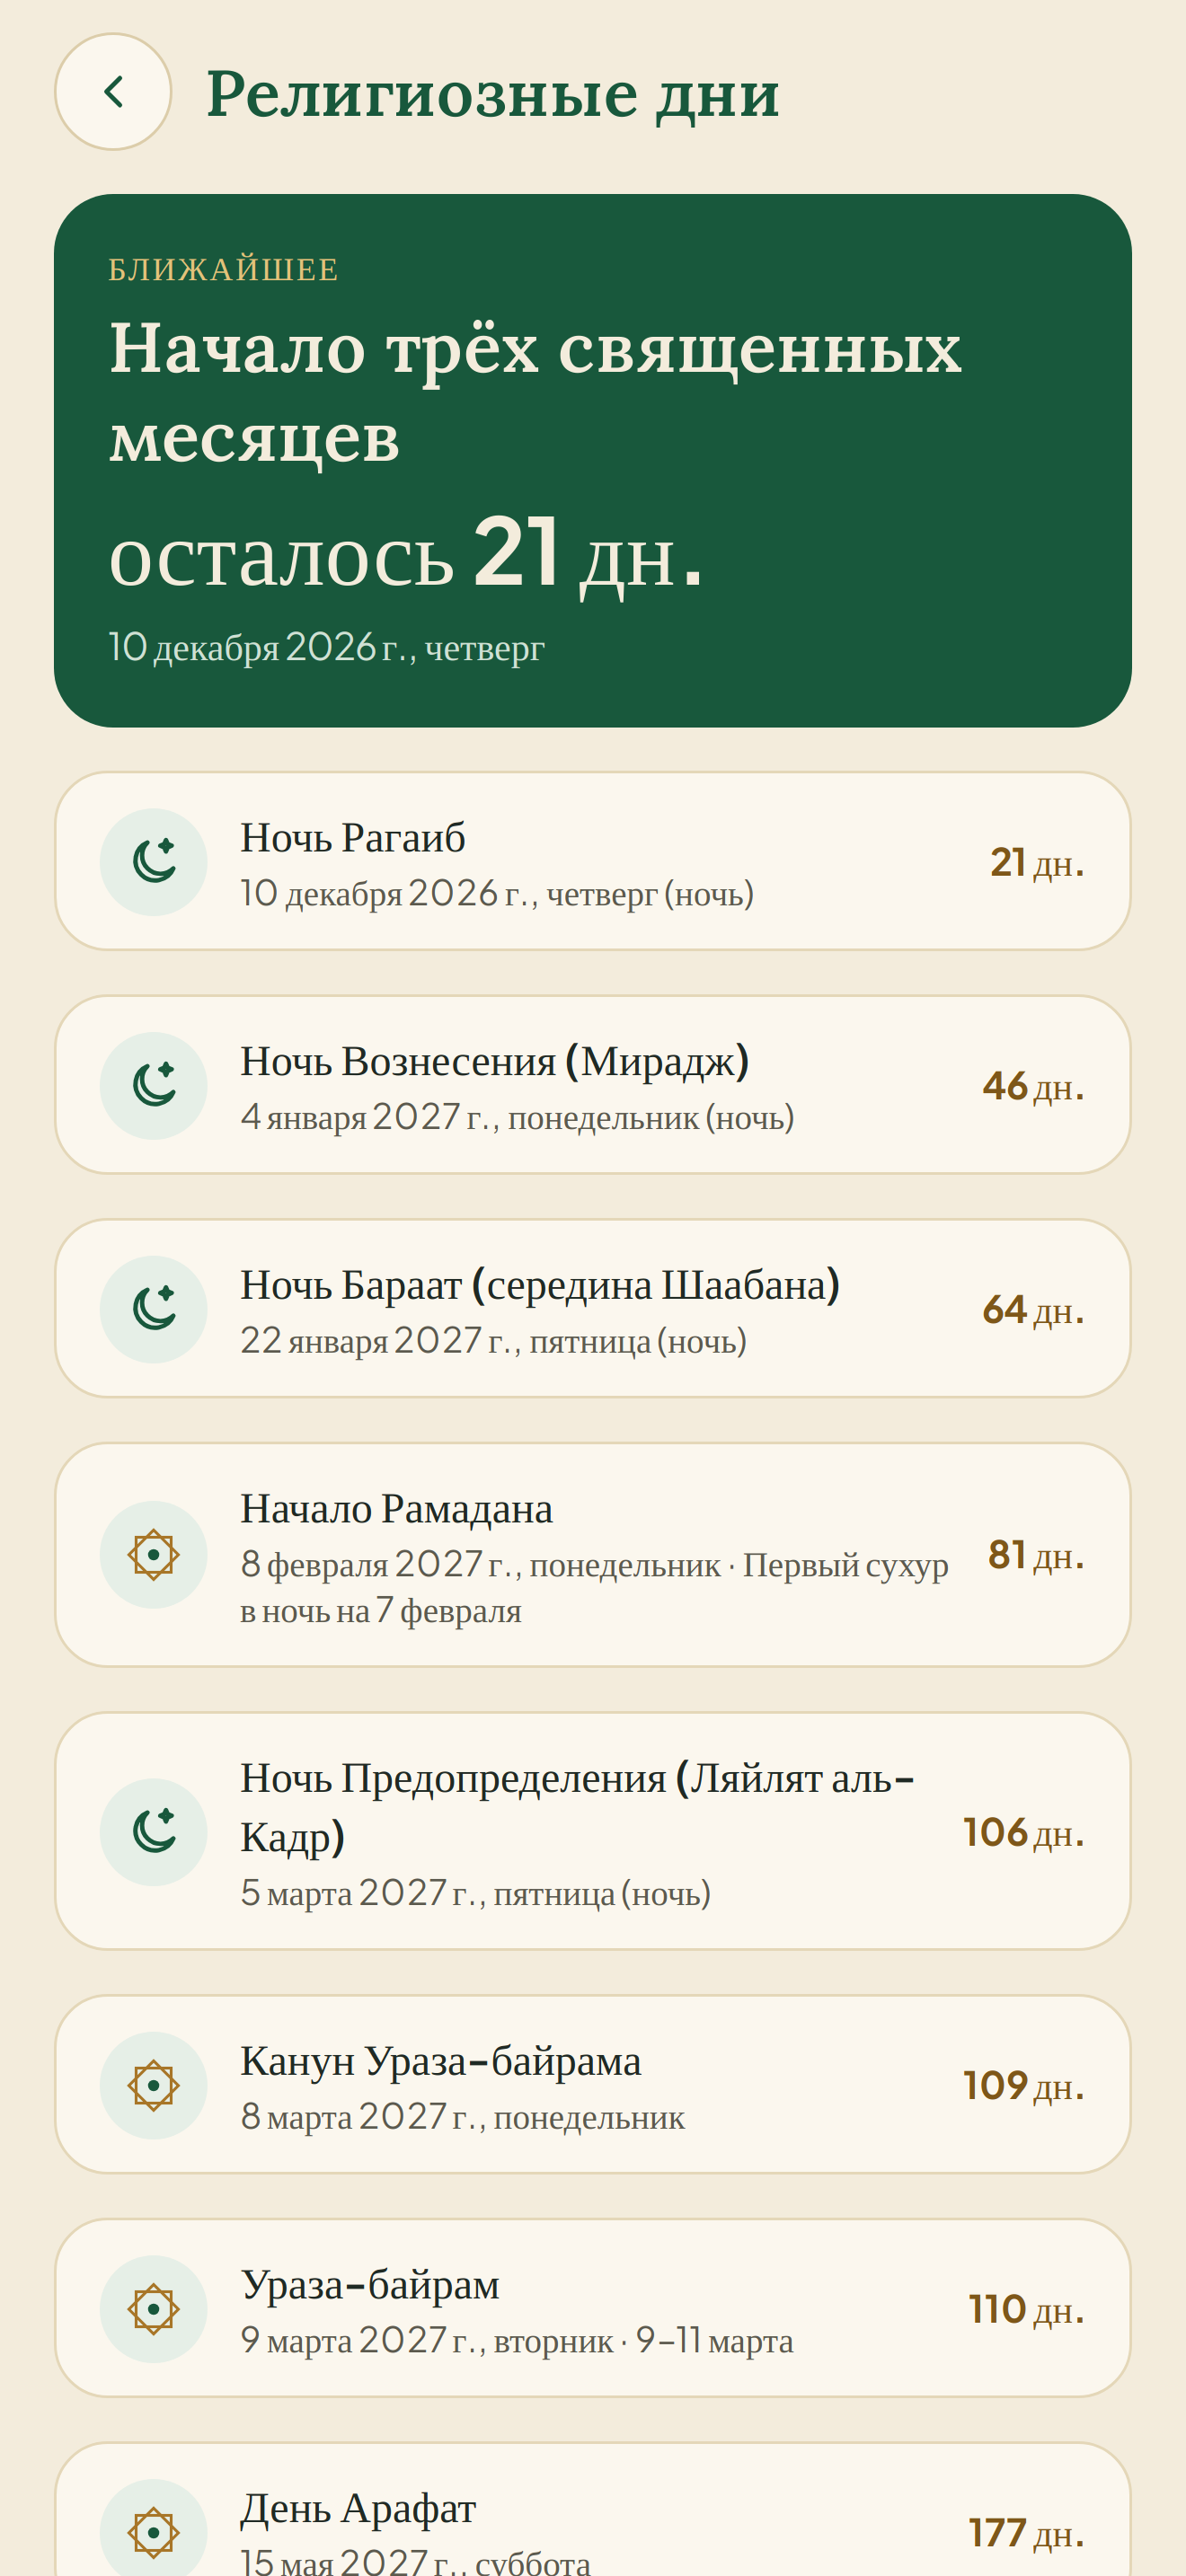 Религиозные дни
БЛИЖАЙШЕЕ
Начало трёх священных
месяцев
осталось 21 дн.
10 декабря 2026 г., четверг
Ночь Рагаиб
10 декабря 2026 г., четверг (ночь)
21 дн.
Ночь Вознесения (Мирадж)
4 января 2027 г., понедельник (ночь)
46 дн.
Ночь Бараат (середина Шаабана)
22 января 2027 г., пятница (ночь)
64 дн.
Начало Рамадана
8 февраля 2027 г., понедельник · Первый сухур
в ночь на 7 февраля
81 дн.
Ночь Предопределения (Ляйлят аль-
Кадр)
5 марта 2027 г., пятница (ночь)
106 дн.
Канун Ураза-байрама
8 марта 2027 г., понедельник
109 дн.
Ураза-байрам
9 марта 2027 г., вторник · 9–11 марта
110 дн.
День Арафат
15 мая 2027 г., суббота
177 дн.